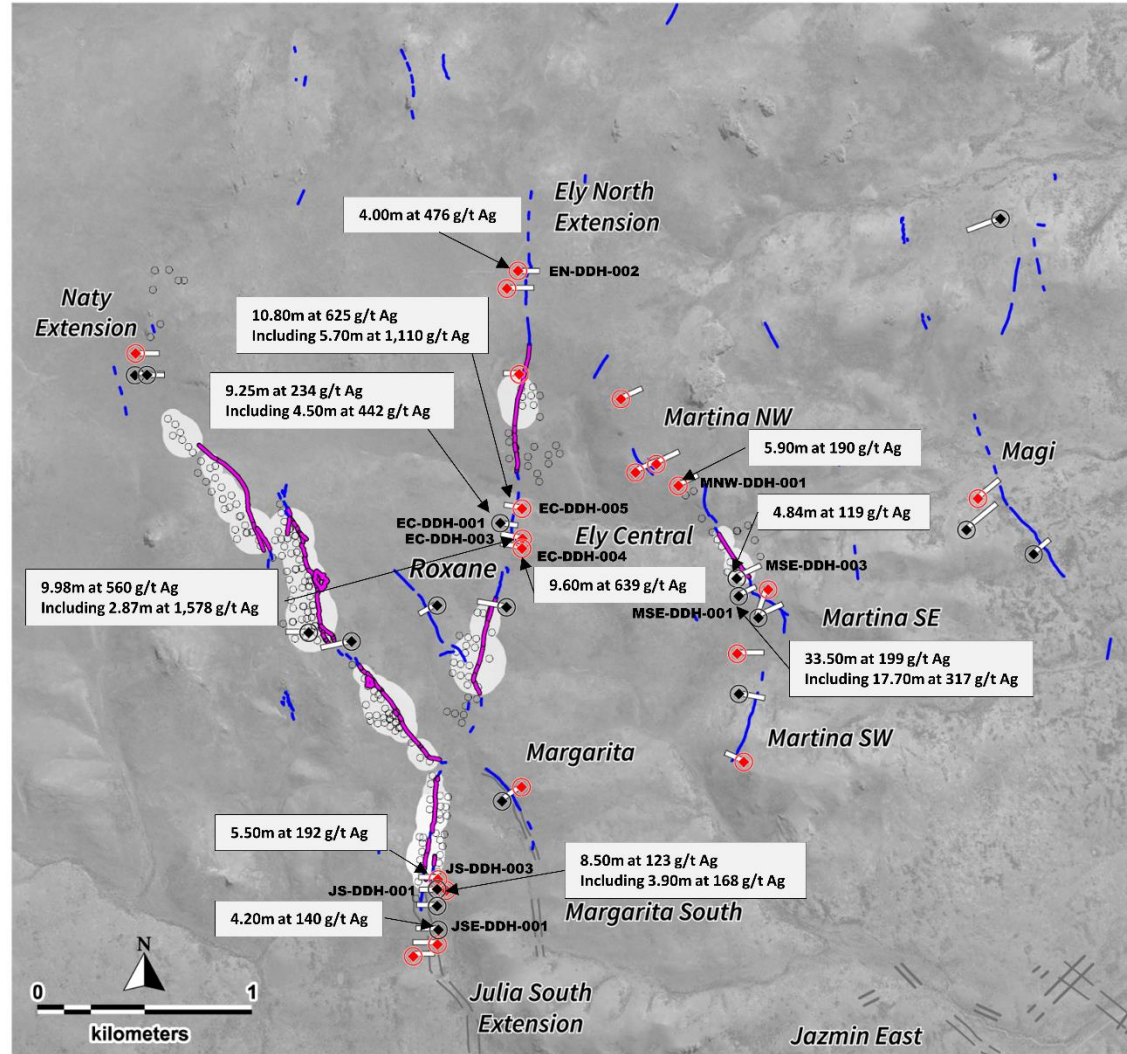 Ely North
Extension
4.00m at 476 g/t Ag
EN-DDH-002
Naty
Extension
10.80m at 625 g/t Ag
Including 5.70m at 1,110 g/t Ag
9.25m at 234 g/t Ag
Including 4.50m at 442 g/t Ag
Martina NW
5.90m at 190 g/t Ag
MNW-DDH-001
Magi
EC-DDH-005
4.84m at 119 g/t Ag
EC-DDH-001
EC-DDH-003
Ely Central
EC-DDH-004
Roxane
MSE-DDH-003
9.98m at 560 g/t Ag
Including 2.87m at 1,578 g/t Ag
9.60m at 639 g/t Ag
MSE-DDH-001
Martina SE
33.50m at 199 g/t Ag
Including 17.70m at 317 g/t Ag
Martina SW
Margarita
5.50m at 192 g/t Ag
JS-DDH-003
8.50m at 123 g/t Ag
Including 3.90m at 168 g/t Ag
JS-DDH-001
Margarita South
4.20m at 140 g/t Ag
JSE-DDH-001
N
0 1
kilometers
Julia South
Extension
Jazmin East